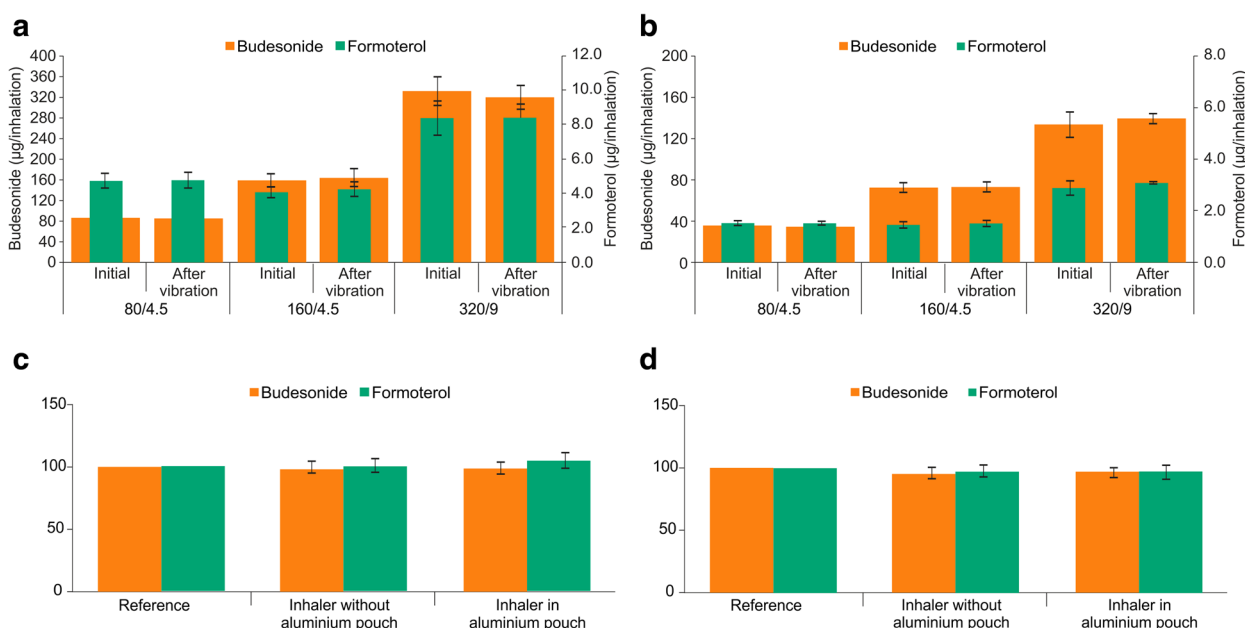 a
Budesonide Formoterol
Budesonide (µg/inhalation)
400
360
320
280
240
200
160
120
80
40
0
12.0
10.0
8.0
6.0
4.0
2.0
0.0
Formoterol (µg/inhalation)
Initial After vibration Initial After vibration Initial After vibration
80/4.5 160/4.5 320/9
b
Budesonide Formoterol
Budesonide (µg/inhalation)
200
160
120
80
40
0
8.0
6.0
4.0
2.0
0.0
Formoterol (µg/inhalation)
Initial After vibration Initial After vibration Initial After vibration
80/4.5 160/4.5 320/9
c
Budesonide Formoterol
150
100
50
0
Reference
Inhaler without
aluminium pouch
Inhaler in
aluminium pouch
d
Budesonide Formoterol
150
100
50
0
Reference
Inhaler without
aluminium pouch
Inhaler in
aluminium pouch